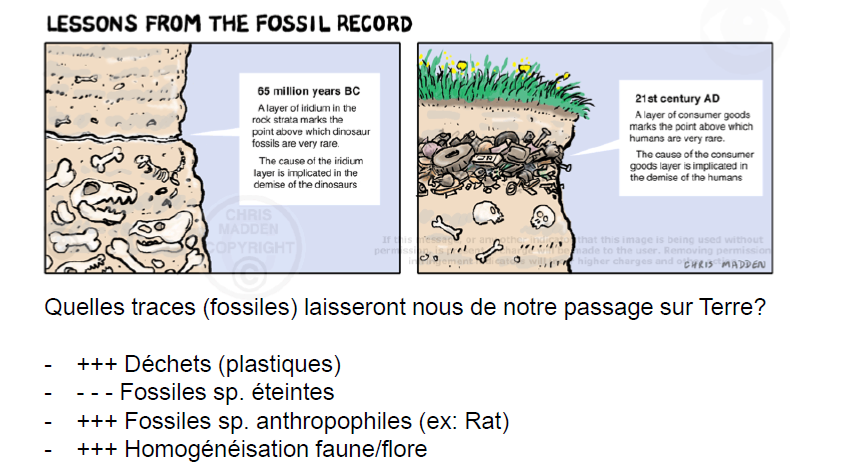 LESSONS FROM THE FOSSIL RECORD
65 million years BC
A layer of iridium in the
rock strata marks the
point above which dinosaur
fossils are very rare.
The cause of the iridium
layer is implicated in the
demise of the dinosaurs
21st century AD
A layer of consumer goods
marks the point above which
humans are very rare.
The cause of the consumer
goods layer is implicated in
the demise of the humans
CHRIS
MADDEN
COPYRIGHT
©
If this message or another that this image is being used without
permission, is made to the user. Removing permission
higher charges and
CHRIS MADDEN
Quelles traces (fossiles) laisseront nous de notre passage sur Terre?
- +++ Déchets (plastiques)
- - - - Fossiles sp. éteintes
- +++ Fossiles sp. anthropophiles (ex: Rat)
- +++ Homogénéisation faune/flore